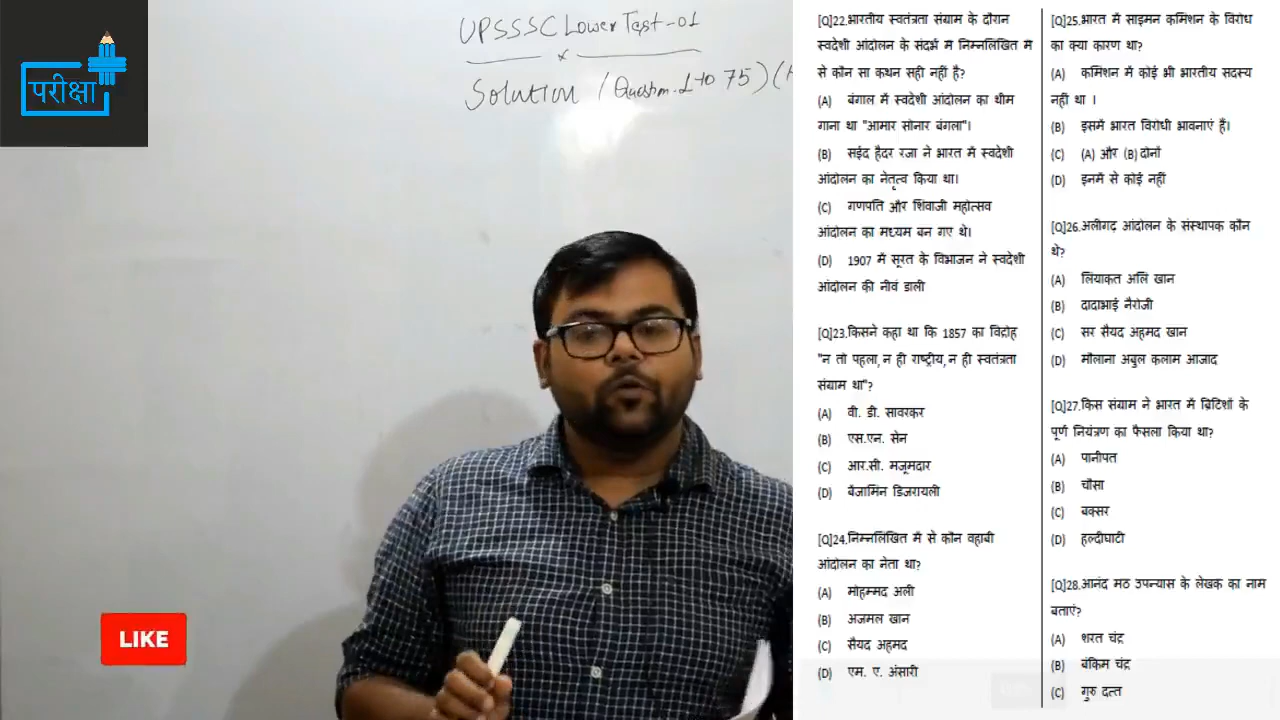 परीक्षा
UPSSSC Lower Test-01
Solution (Question-1 to 75) (
LIKE
[Q]22.भारतीय स्वतंत्रता संग्राम के दौरान
स्वदेशी आंदोलन के संदर्भ में निम्नलिखित में
से कौन सा कथन सही नहीं है?
(A) बंगाल में स्वदेशी आंदोलन का थीम
गाना था "आमार सोनार बंगला"।
(B) सईद हैदर रजा ने भारत में स्वदेशी
आंदोलन का नेतृत्व किया था।
(C) गणपति और शिवाजी महोत्सव
आंदोलन का मध्यम बन गए थे।
(D) 1907 में सूरत के विभाजन ने स्वदेशी
आंदोलन की नीवं डाली
[Q]23.किसने कहा था कि 1857 का विद्रोह
"न तो पहला, न ही राष्ट्रीय, न ही स्वतंत्रता
संग्राम था"?
(A) वी. डी. सावरकर
(B) एस.एन. सेन
(C) आर.सी. मजूमदार
(D) बेंजामिन डिजरायली
[Q]24.निम्नलिखित में से कौन वहाबी
आंदोलन का नेता था?
(A) मोहम्मद अली
(B) अजमल खान
(C) सैयद अहमद
(D) एम. ए. अंसारी
[Q]25.भारत में साइमन कमिशन के विरोध
का क्या कारण था?
(A) कमिशन में कोई भी भारतीय सदस्य
नहीं था ।
(B) इसमें भारत विरोधी भावनाएं हैं।
(C) (A) और (B) दोनों
(D) इनमें से कोई नहीं
[Q]26.अलीगढ़ आंदोलन के संस्थापक कौन
थे?
(A) लियाकत अलि खान
(B) दादाभाई नैरोजी
(C) सर सैयद अहमद खान
(D) मौलाना अबुल कलाम आजाद
[Q]27.किस संग्राम ने भारत में ब्रिटिशों के
पूर्ण नियंत्रण का फैसला किया था?
(A) पानीपत
(B) चौसा
(C) बक्सर
(D) हल्दीघाटी
[Q]28.आनंद मठ उपन्यास के लेखक का नाम
बताएं?
(A) शरत चंद्र
(B) बंकिम चंद्र
(C) गुरु दत्त